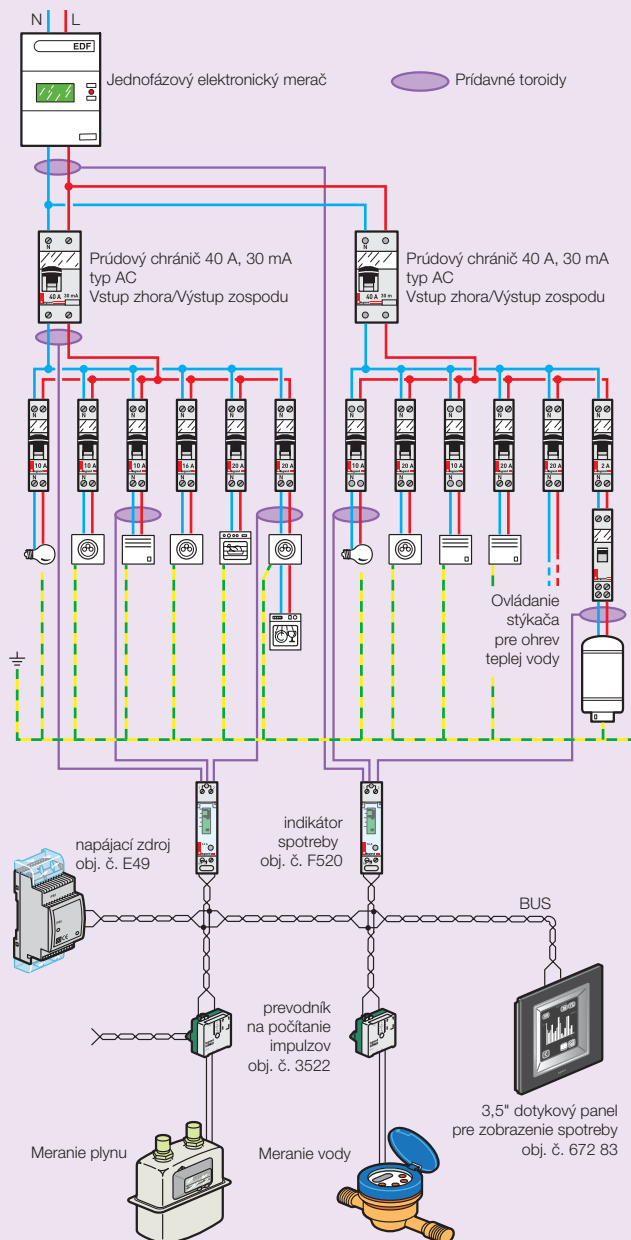 N L
EDF
Jednofázový elektronický merač
Prídavné toroidy
Prúdový chránič 40 A, 30 mA
typ AC
Vstup zhora/Výstup zospodu
Prúdový chránič 40 A, 30 mA
typ AC
Vstup zhora/Výstup zospodu
N
40 A 30 mA
N
40 A 30 m
N N N N N N
10 A 10 A 10 A 16 A 20 A 20 A
N N N N N N
N N N N N N
10 A 20 A 10 A 10 A 20 A 2 A
N N N N N
N
Ovládanie
stýkača
pre ohrev
teplej vody
napájací zdroj
obj. č. E49
indikátor
spotreby
obj. č. F520
BUS
prevodník
na počítanie
impulzov
obj. č. 3522
3,5" dotykový panel
pre zobrazenie spotreby
obj. č. 672 83
Meranie plynu
Meranie vody